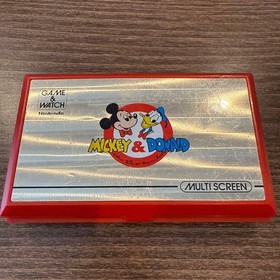 GAME
&
WATCH
Nintendo
MICKEY & DONALD
MULTI SCREEN